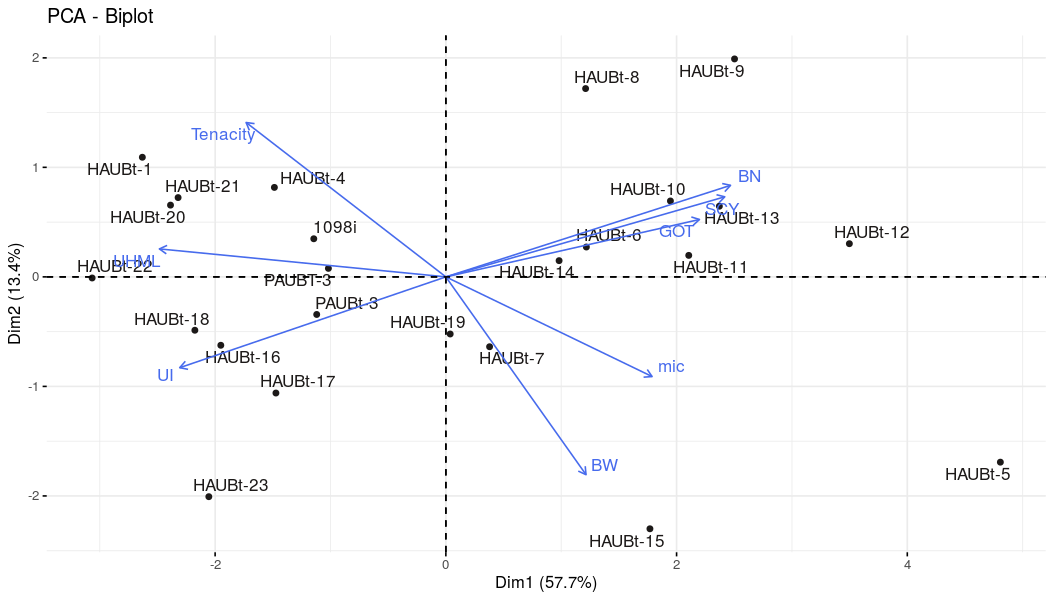 PCA - Biplot
2
1
0
-1
-2
Dim2 (13.4%)
HAUBt-8
HAUBt-9
Tenacity
HAUBt-1
HAUBt-21
HAUBt-4
HAUBt-20
1098i
BN
HAUBt-10
SCY
HAUBt-13
GOT
HAUBt-6
HAUBt-12
UHML
HAUBt-22
PAUBT-3
HAUBt-14
HAUBt-11
PAUBt-3
HAUBt-18
HAUBt-19
HAUBt-16
HAUBt-7
UI
HAUBt-17
mic
BW
HAUBt-5
HAUBt-23
HAUBt-15
-2
0
2
4
Dim1 (57.7%)